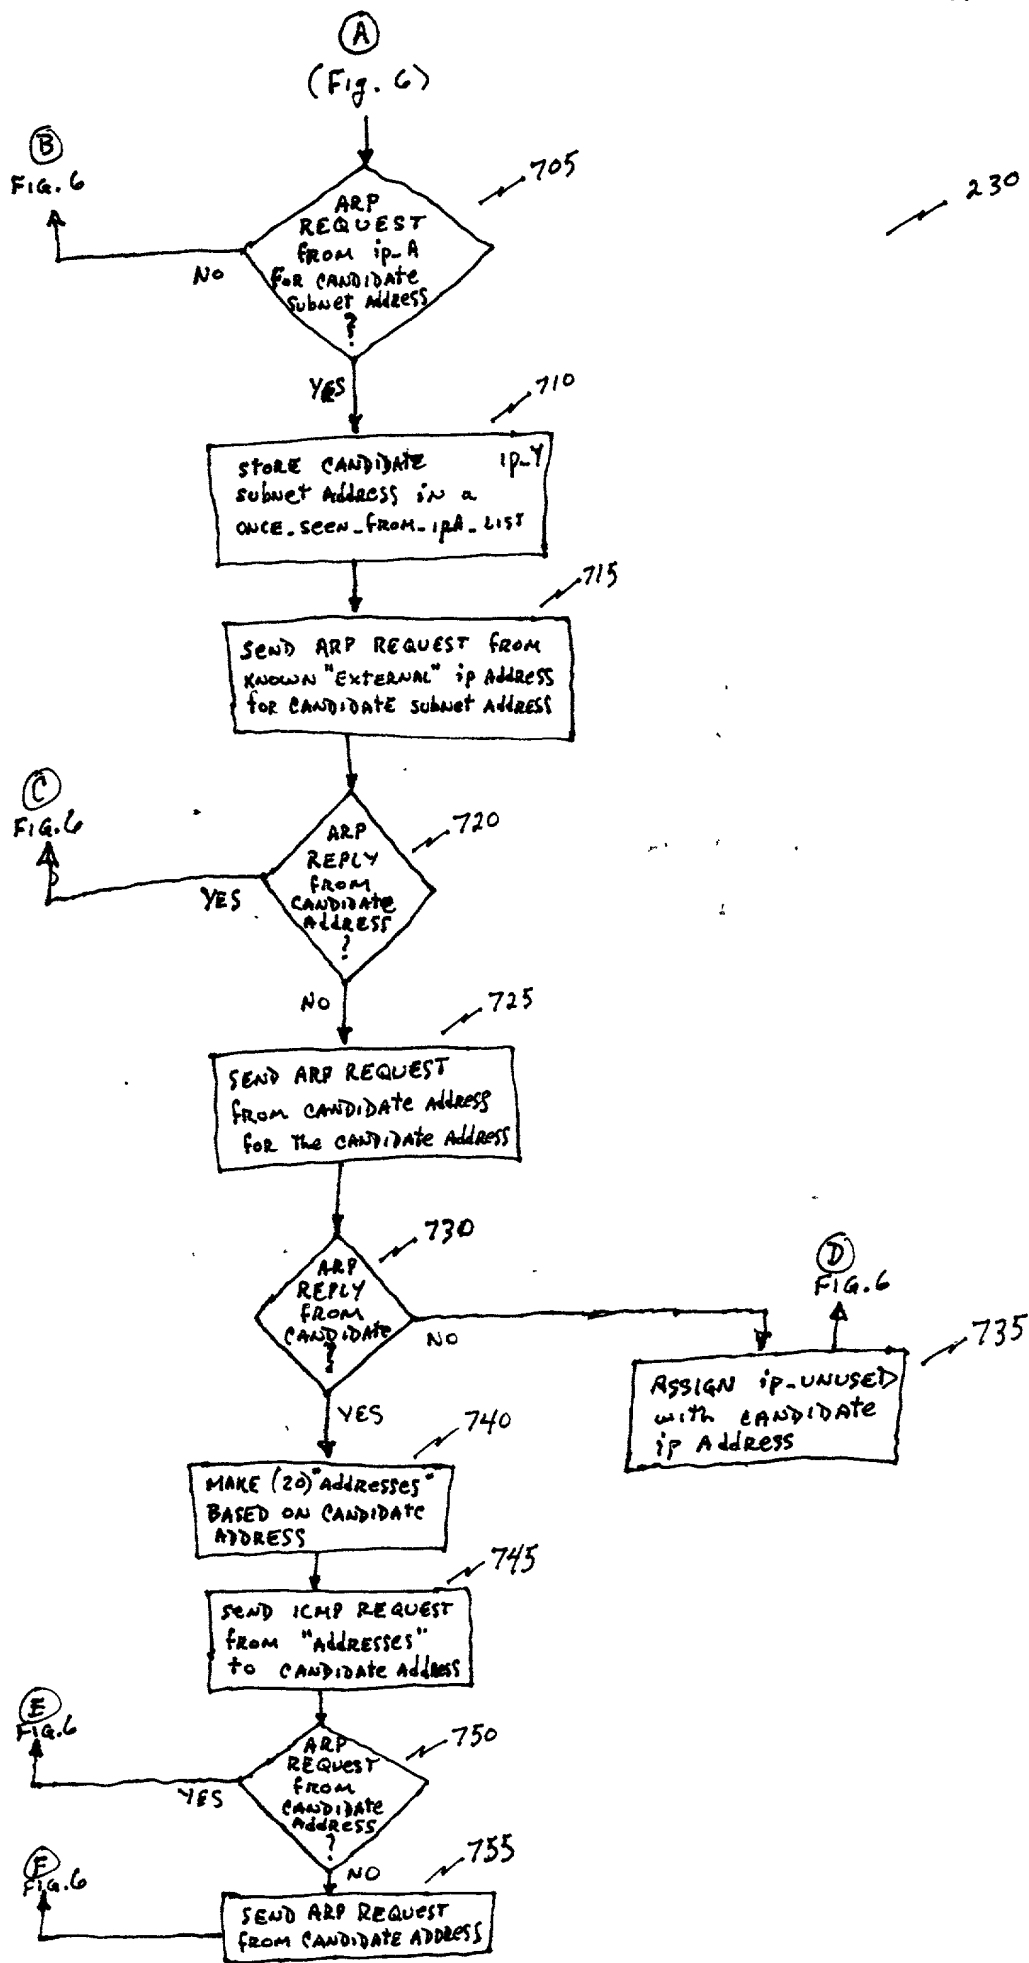 A
(Fig. 6)
B
FIG. 6
705
230
ARP
REQUEST
FROM ip_A
FOR CANDIDATE
SUBNET ADDRESS
?
NO
YES
710
STORE CANDIDATE ip_Y
SUBNET ADDRESS IN a
ONCE_SEEN_FROM_ipA_LIST
715
SEND ARP REQUEST FROM
KNOWN "EXTERNAL" ip ADDRESS
FOR CANDIDATE SUBNET ADDRESS
C
FIG. 6
720
ARP
REPLY
FROM
CANDIDATE
ADDRESS
?
YES
NO
725
SEND ARP REQUEST
FROM CANDIDATE ADDRESS
FOR THE CANDIDATE ADDRESS
730
ARP
REPLY
FROM
CANDIDATE
?
NO
D
FIG. 6
735
ASSIGN ip_UNUSED
with CANDIDATE
ip ADDRESS
YES
740
MAKE (20) "ADDRESSES"
BASED ON CANDIDATE
ADDRESS
745
SEND ICMP REQUEST
FROM "ADDRESSES"
to CANDIDATE ADDRESS
E
FIG. 6
750
ARP
REQUEST
FROM
CANDIDATE
ADDRESS
?
YES
NO
F
FIG. 6
755
SEND ARP REQUEST
FROM CANDIDATE ADDRESS